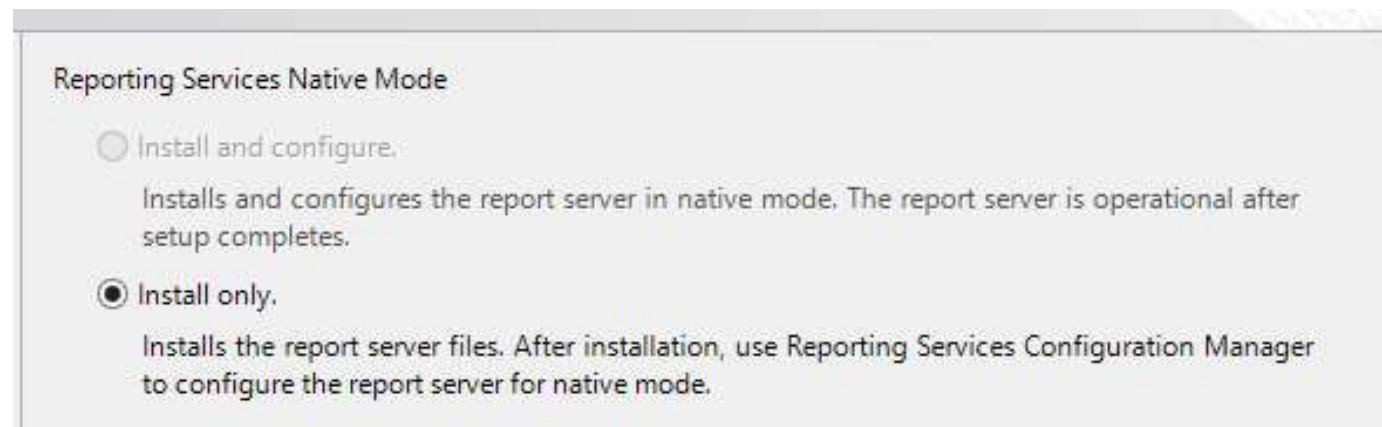 Reporting Services Native Mode
Install and configure.
Installs and configures the report server in native mode. The report server is operational after
setup completes.
Install only.
Installs the report server files. After installation, use Reporting Services Configuration Manager
to configure the report server for native mode.